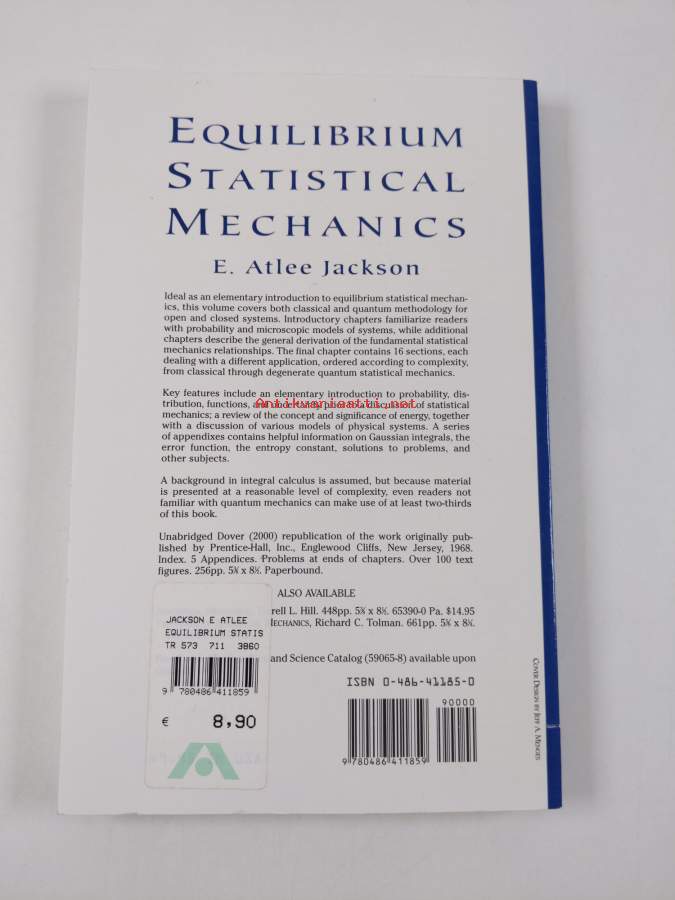 EQUILIBRIUM
STATISTICAL
MECHANICS
E. Atlee Jackson
Ideal as an elementary introduction to equilibrium statistical mechan-
ics, this volume covers both classical and quantum methodology for
open and closed systems. Introductory chapters familiarize readers
with probability and microscopic models of systems, while additional
chapters describe the general derivation of the fundamental statistical
mechanics relationships. The final chapter contains 16 sections, each
dealing with a different application, ordered according to complexity,
from classical through degenerate quantum statistical mechanics.
Key features include an elementary introduction to probability, dis-
tribution, functions, and uncertainty prior to a discussion of statistical
Antikvariaatti.net
mechanics; a review of the concept and significance of energy, together
with a discussion of various models of physical systems. A series
of appendixes contains helpful information on Gaussian integrals, the
error function, the entropy constant, solutions to problems, and
other subjects.
A background in integral calculus is assumed, but because material
is presented at a reasonable level of complexity, even readers not
familiar with quantum mechanics can make use of at least two-thirds
of this book.
Unabridged Dover (2000) republication of the work originally pub-
lished by Prentice-Hall, Inc., Englewood Cliffs, New Jersey, 1968.
Index. 5 Appendices. Problems at ends of chapters. Over 100 text
figures. 256pp. 5⅜ x 8½. Paperbound.
ALSO AVAILABLE
rell L. Hill. 448pp. 5⅜ x 8½. 65390-0 Pa. $14.95
MECHANICS, Richard C. Tolman. 661pp. 5⅜ x 8½.
and Science Catalog (59065-8) available upon
JACKSON E ATLEE
EQUILIBRIUM STATIS
TR 573 711 3860
9 780486 411859
€ 8,90
ISBN 0-486-41185-0
90000
9 780486 411859
COVER DESIGN BY JEFF A. MENGES